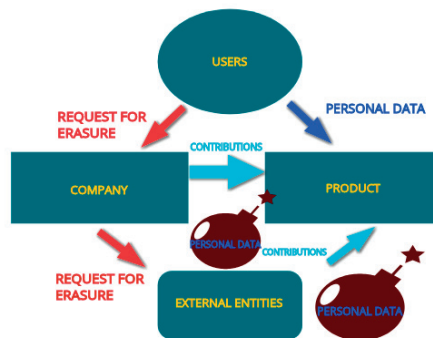 USERS
REQUEST FOR
ERASURE
PERSONAL DATA
CONTRIBUTIONS
COMPANY
PRODUCT
PERSONAL DATA
CONTRIBUTIONS
REQUEST FOR
ERASURE
EXTERNAL ENTITIES
PERSONAL DATA